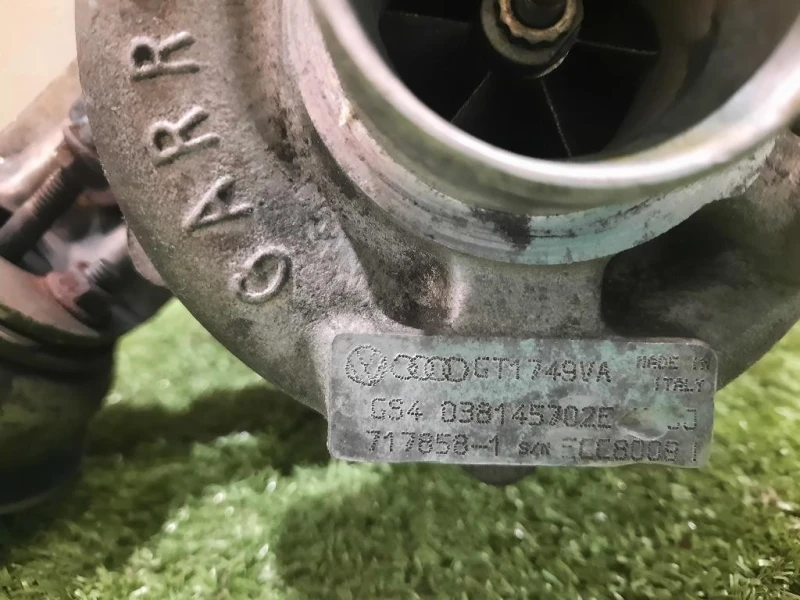 GARR
GT1749VA MADE IN
ITALY
GS4 038145702E
717858-1 S/N